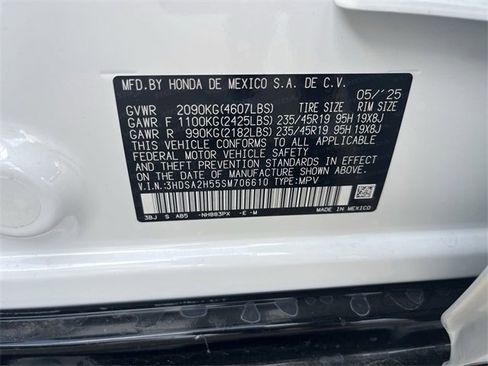 MFD.BY HONDA DE MEXICO S.A. DE C.V.
05/'25
GVWR 2090KG(4607LBS) TIRE SIZE RIM SIZE
GAWR F 1100KG(2425LBS) 235/45R19 95H 19X8J
GAWR R 990KG(2182LBS) 235/45R19 95H 19X8J
THIS VEHICLE CONFORMS TO ALL APPLICABLE
FEDERAL MOTOR VEHICLE SAFETY, BUMPER,
AND THEFT PREVENTION STANDARDS IN EFFECT
ON THE DATE OF MANUFACTURE SHOWN ABOVE.
V.I.N.:3HDSA2H55SM706610 TYPE:MPV
3BJ S AB5 -NH883PX -E -M
MADE IN MEXICO